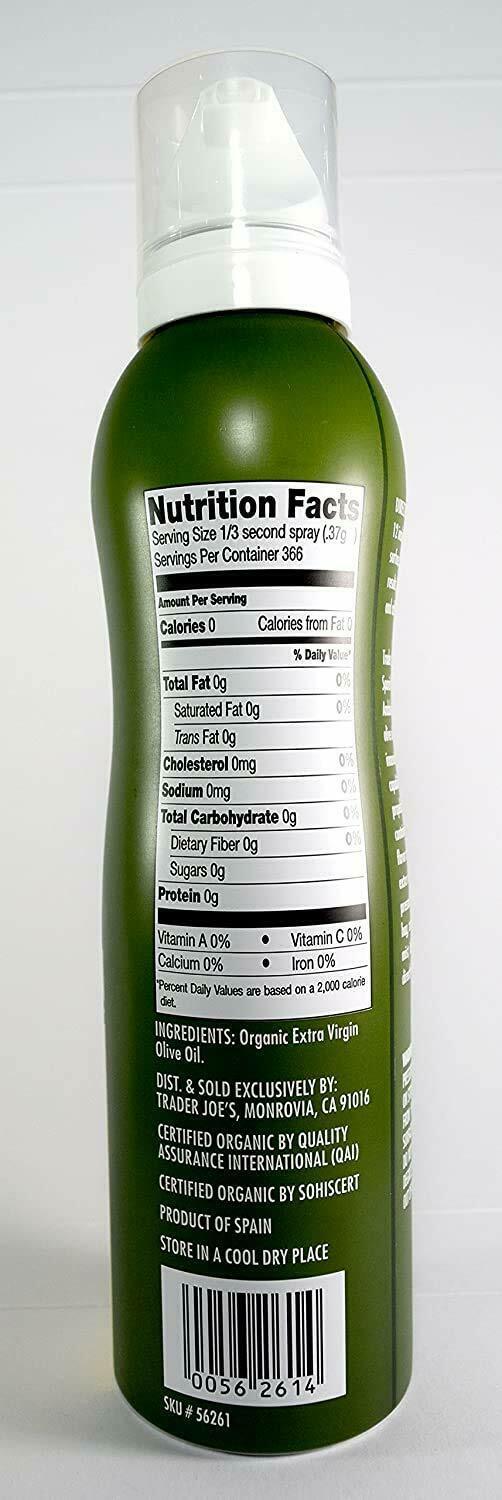 Nutrition Facts
Serving Size 1/3 second spray (.37g )
Servings Per Container 366
Amount Per Serving
Calories 0 Calories from Fat 0
% Daily Value*
Total Fat 0g 0%
Saturated Fat 0g 0%
Trans Fat 0g
Cholesterol 0mg 0%
Sodium 0mg 0%
Total Carbohydrate 0g 0%
Dietary Fiber 0g 0%
Sugars 0g
Protein 0g
Vitamin A 0% • Vitamin C 0%
Calcium 0% • Iron 0%
*Percent Daily Values are based on a 2,000 calorie
diet.
INGREDIENTS: Organic Extra Virgin
Olive Oil.
DIST. & SOLD EXCLUSIVELY BY:
TRADER JOE'S, MONROVIA, CA 91016
CERTIFIED ORGANIC BY QUALITY
ASSURANCE INTERNATIONAL (QAI)
CERTIFIED ORGANIC BY SOHISCERT
PRODUCT OF SPAIN
STORE IN A COOL DRY PLACE
0056 2614
SKU # 56261